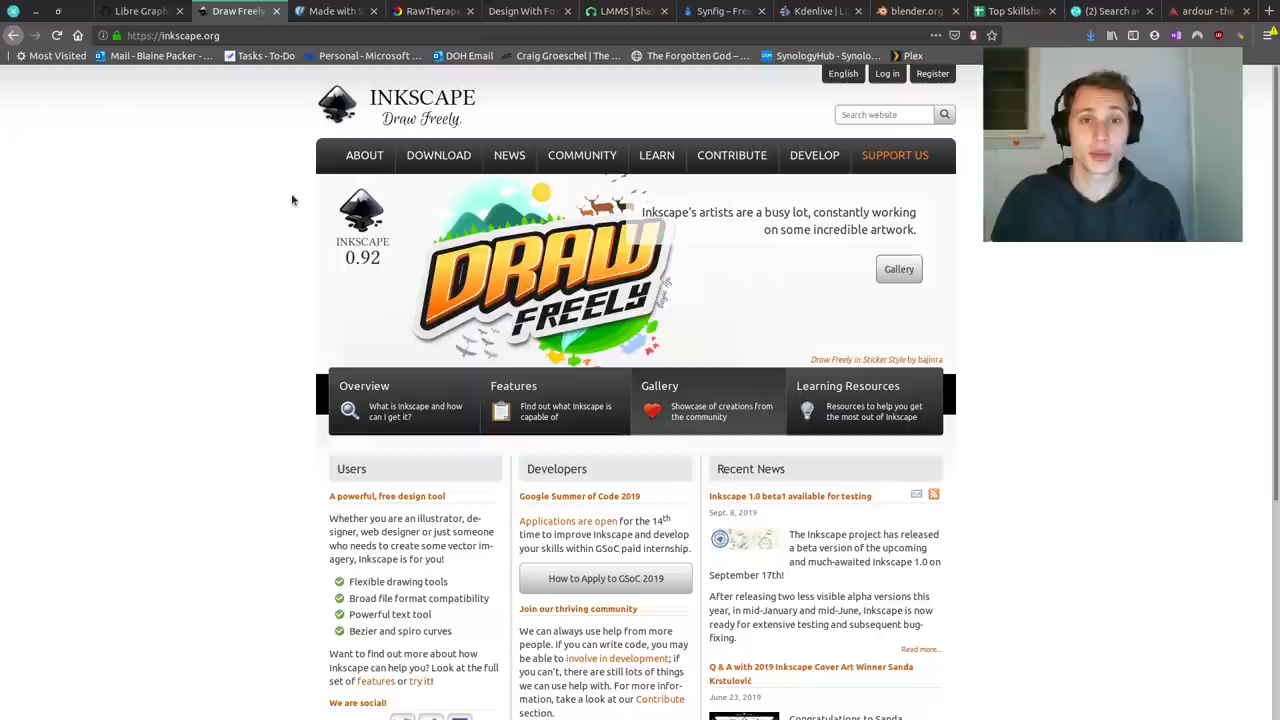 Libre Graph
Draw Freely
Made with S
RawTherape
Design With Fo
LMMS | Sha
Synfig – Free
Kdenlive | Li
blender.org
Top Skillsha
(2) Search ar
ardour - the
https://inkscape.org
Most Visited
Mail - Blaine Packer - ...
Tasks - To-Do
Personal - Microsoft ...
DOH Email
Craig Groeschel | The ...
The Forgotten God – ...
SynologyHub - Synolo...
Plex
English
Log in
Register
INKSCAPE
Draw Freely.
Search website
ABOUT
DOWNLOAD
NEWS
COMMUNITY
LEARN
CONTRIBUTE
DEVELOP
SUPPORT US
INKSCAPE
0.92
DRAW
FREELY
Inkscape's artists are a busy lot, constantly working
on some incredible artwork.
Gallery
Draw Freely in Sticker Style by bajinra
Overview
What is Inkscape and how
can I get it?
Features
Find out what Inkscape is
capable of
Gallery
Showcase of creations from
the community
Learning Resources
Resources to help you get
the most out of Inkscape
Users
A powerful, free design tool
Whether you are an illustrator, de-
signer, web designer or just someone
who needs to create some vector im-
agery, Inkscape is for you!
Flexible drawing tools
Broad file format compatibility
Powerful text tool
Bezier and spiro curves
Want to find out more about how
Inkscape can help you? Look at the full
set of features or try it!
We are social!
Developers
Google Summer of Code 2019
Applications are open for the 14th
time to improve Inkscape and develop
your skills within GSoC paid internship.
How to Apply to GSoC 2019
Join our thriving community
We can always use help from more
people. If you can write code, you may
be able to involve in development; if
you can't, there are still lots of things
we can use help with. For more infor-
mation, take a look at our Contribute
section.
Recent News
Inkscape 1.0 beta1 available for testing
Sept. 8, 2019
The Inkscape project has released
a beta version of the upcoming
and much-awaited Inkscape 1.0 on
September 17th!
After releasing two less visible alpha versions this
year, in mid-January and mid-June, Inkscape is now
ready for extensive testing and subsequent bug-
fixing.
Read more...
Q & A with 2019 Inkscape Cover Art Winner Sanda
Krstulović
June 23, 2019
Congratulations to Sanda